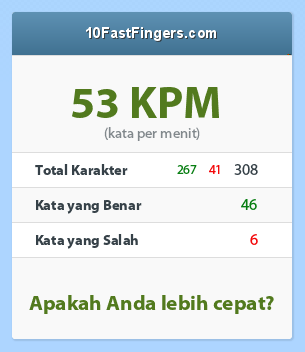 10FastFingers.com
53 KPM
(kata per menit)
Total Karakter 267 41 308
Kata yang Benar 46
Kata yang Salah 6
Apakah Anda lebih cepat?